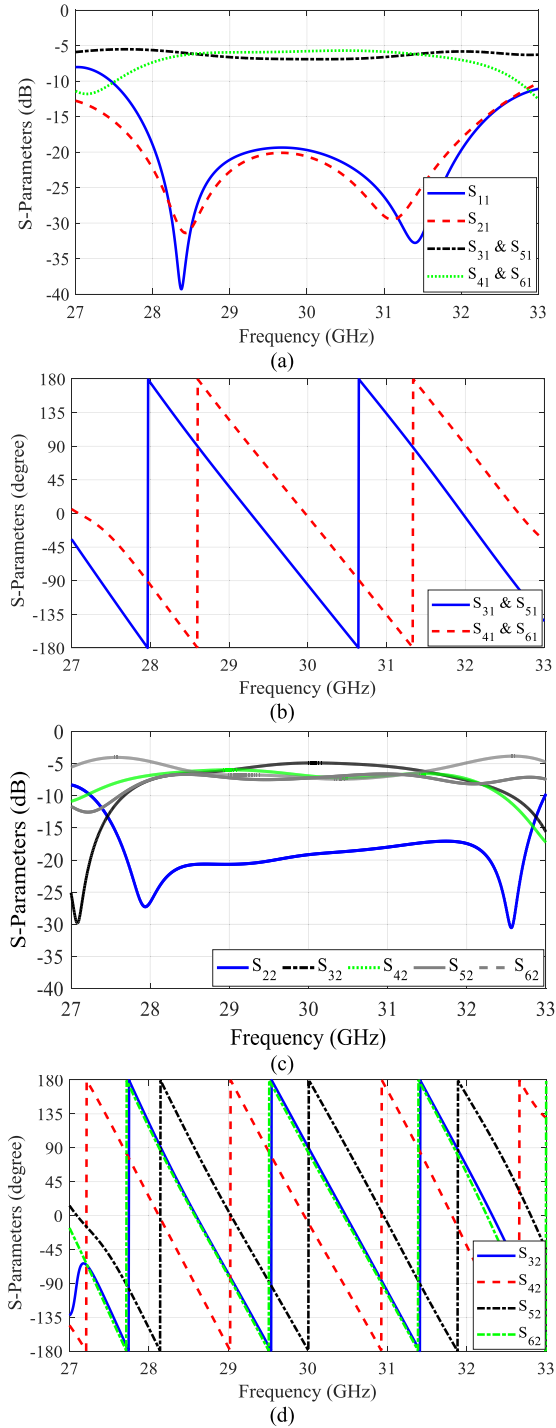 0
-5
-10
-15
-20
-25
-30
-35
-40
S-Parameters (dB)
S11
S21
S31 & S51
S41 & S61
27 28 29 30 31 32 33
Frequency (GHz)
(a)
180
135
90
45
0
-45
-90
-135
-180
S-Parameters (degree)
S31 & S51
S41 & S61
27 28 29 30 31 32 33
Frequency (GHz)
(b)
0
-5
-10
-15
-20
-25
-30
-35
-40
S-Parameters (dB)
S22 S32 S42 S52 S62
27 28 29 30 31 32 33
Frequency (GHz)
(c)
180
135
90
45
0
-45
-90
-135
-180
S-Parameters (degree)
S32
S42
S52
S62
27 28 29 30 31 32 33
Frequency (GHz)
(d)